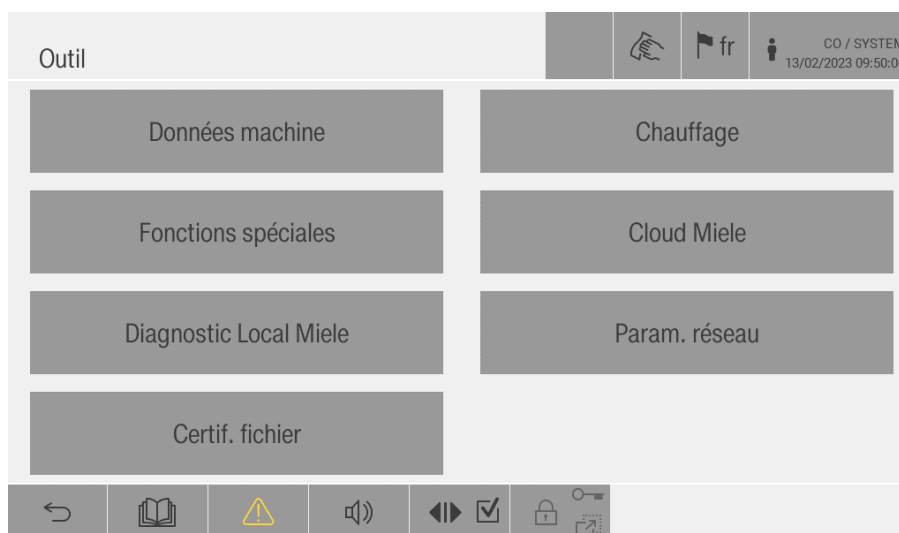 Outil
fr
CO / SYSTEM
13/02/2023 09:50:0
Données machine
Chauffage
Fonctions spéciales
Cloud Miele
Diagnostic Local Miele
Param. réseau
Certif. fichier